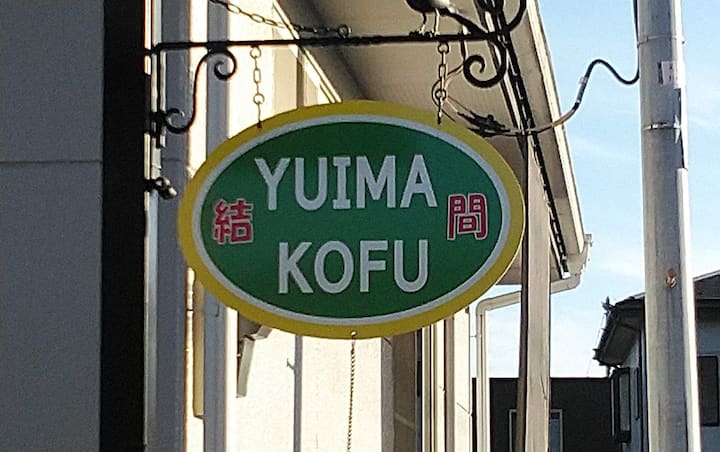 YUIMA
結 間
KOFU